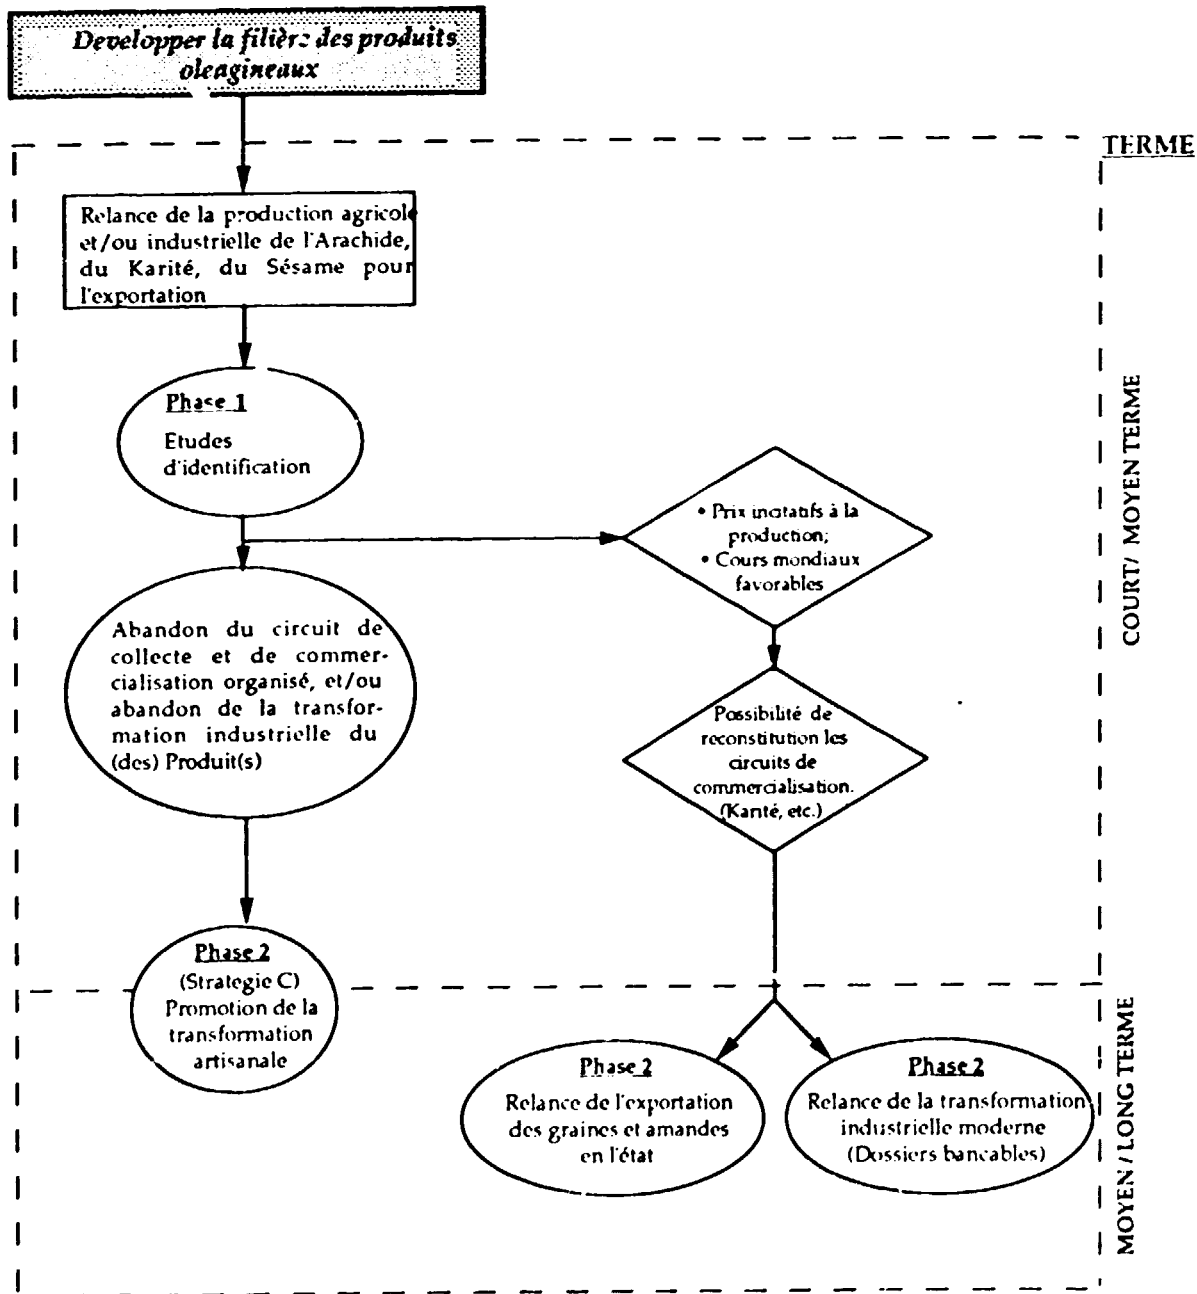 Developper la filière des produits
oleagineaux
TERME
Relance de la production agricole
et/ou industrielle de l'Arachide,
du Karité, du Sésame pour
l'exportation
Phase 1
Etudes
d'identification
• Prix incitatifs à la
production;
• Cours mondiaux
favorables
COURT/ MOYEN TERME
Abandon du circuit de
collecte et de commer-
cialisation organisé, et/ou
abandon de la transfor-
mation industrielle du
(des) Produit(s)
Possibilité de
reconstitution les
circuits de
commercialisation.
(Karité, etc.)
Phase 2
(Strategie C)
Promotion de la
transformation
artisanale
Phase 2
Relance de l'exportation
des graines et amandes
en l'état
Phase 2
Relance de la transformation
industrielle moderne
(Dossiers bancables)
MOYEN / LONG TERME